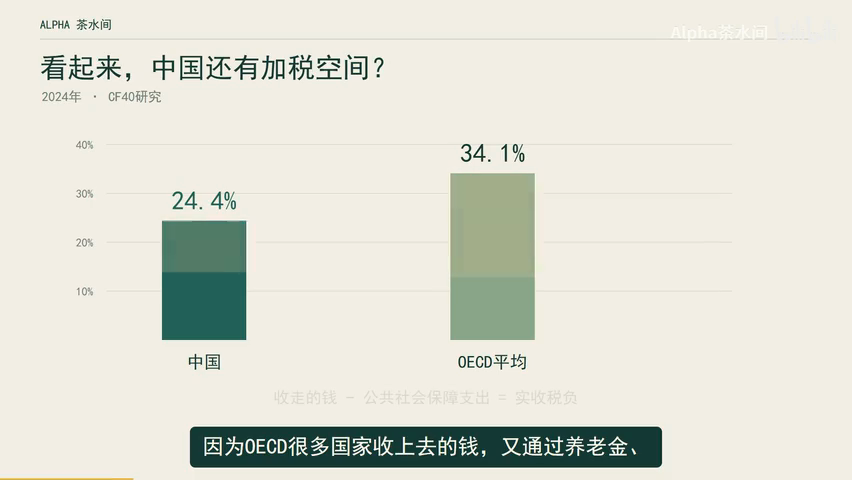 ALPHA 茶水间
Alpha茶水间
看起来，中国还有加税空间？
2024年 · CF40研究
40%
30%
20%
10%
24.4%
34.1%
中国
OECD平均
收走的钱 - 公共社会保障支出 = 实收税负
因为OECD很多国家收上去的钱，又通过养老金、